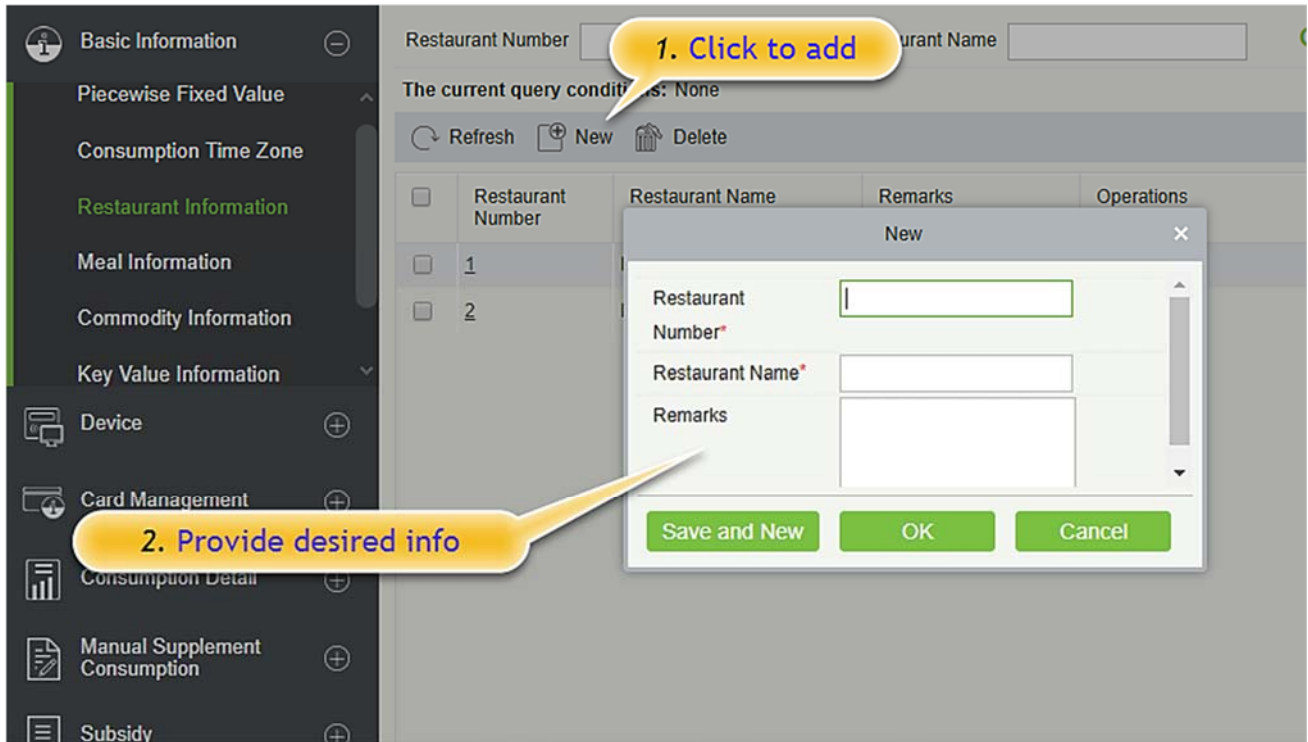 Basic Information
Piecewise Fixed Value
Consumption Time Zone
Restaurant Information
Meal Information
Commodity Information
Key Value Information
Device
Card Management
Consumption Detail
Manual Supplement
Consumption
Subsidy
Restaurant Number
1. Click to add
urant Name
The current query conditi s: None
Refresh New Delete
Restaurant
Number
Restaurant Name
Remarks
Operations
1
2
New
Restaurant
Number*
Restaurant Name*
Remarks
Save and New
OK
Cancel
2. Provide desired info